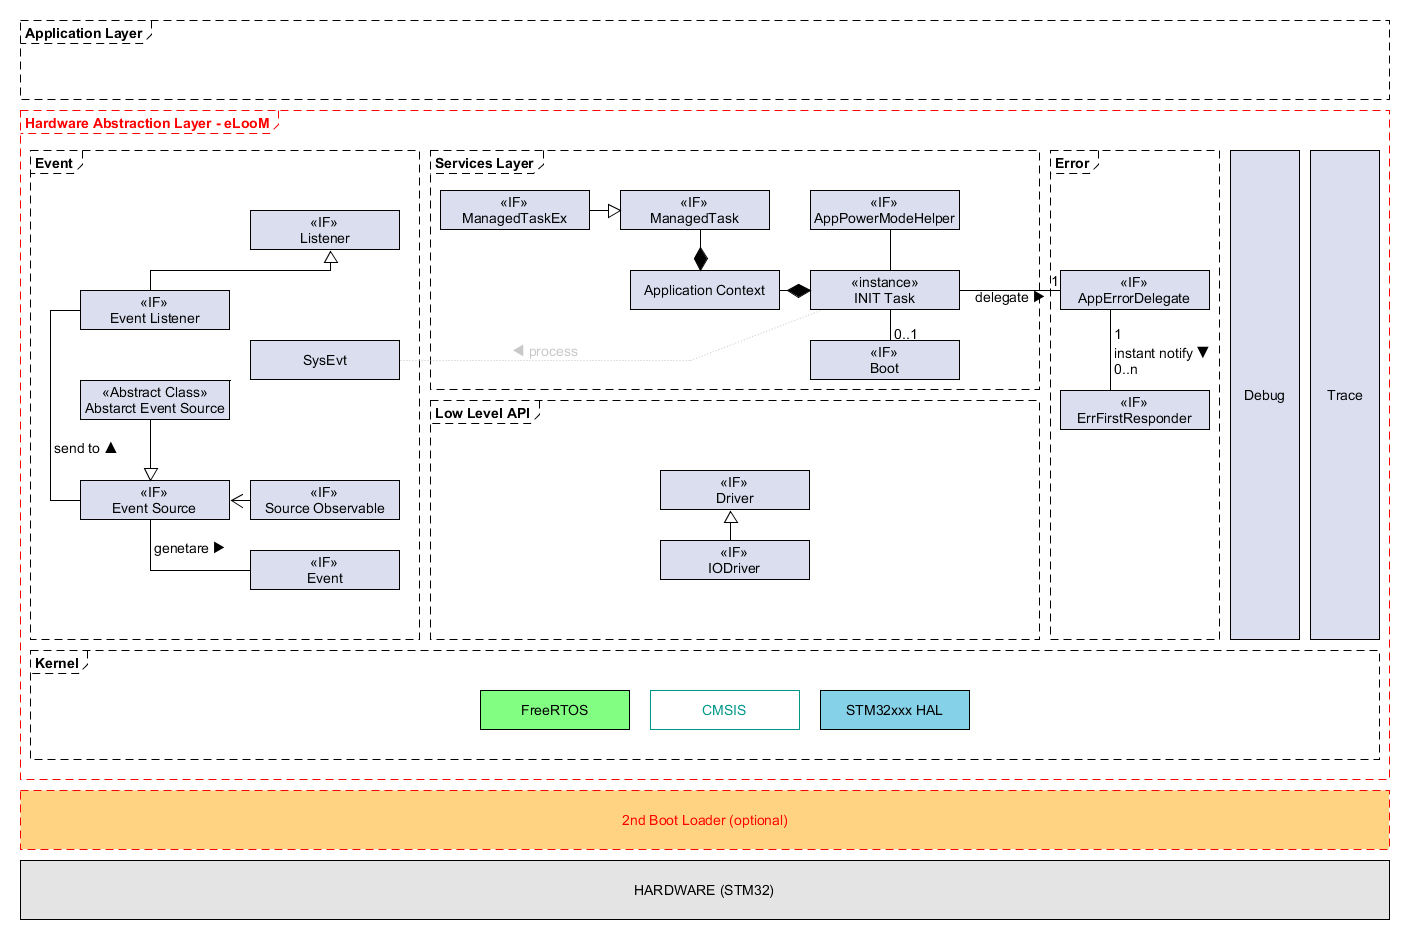 Application Layer
Hardware Abstraction Layer - eLooM
Event
«IF»
Listener
«IF»
Event Listener
SysEvt
«Abstract Class»
Abstarct Event Source
send to ▲
«IF»
Event Source
«IF»
Source Observable
genetare ▶
«IF»
Event
Services Layer
«IF»
ManagedTaskEx
«IF»
ManagedTask
«IF»
AppPowerModeHelper
Application Context
«instance»
INIT Task
delegate ▶
1
◀ process
0..1
«IF»
Boot
Low Level API
«IF»
Driver
«IF»
IODriver
Error
«IF»
AppErrorDelegate
1
instant notify ▼
0..n
«IF»
ErrFirstResponder
Debug
Trace
Kernel
FreeRTOS
CMSIS
STM32xxx HAL
2nd Boot Loader (optional)
HARDWARE (STM32)